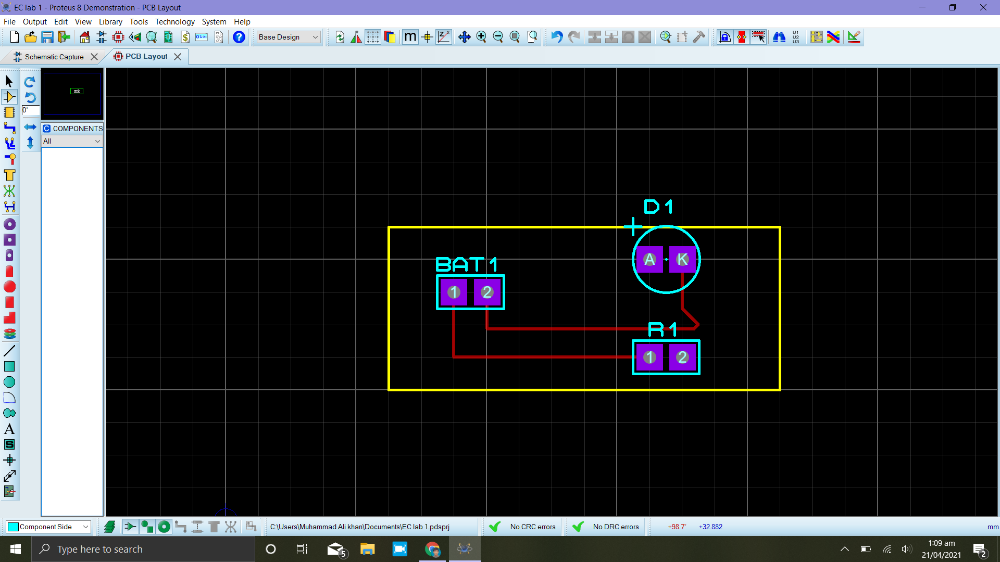 EC lab 1 - Proteus 8 Demonstration - PCB Layout
File Output Edit View Library Tools Technology System Help
Base Design
Schematic Capture
PCB Layout
0°
C COMPONENTS
All
D1
A K
BAT1
1 2
R1
1 2
Component Side
C:\Users\Muhammad Ali khan\Documents\EC lab 1.pdsprj
No CRC errors
No DRC errors
+98.7°
+32.882
mm
Type here to search
5
1:09 am
21/04/2021
2